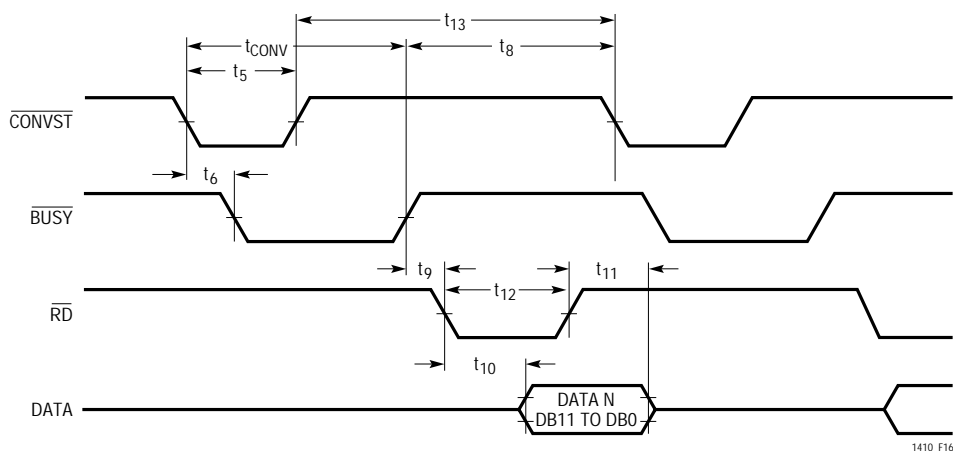 t13
tCONV
t8
t5
CONVST
t6
BUSY
t9
t12
t11
RD
t10
DATA
DATA N
DB11 TO DB0
1410 F16